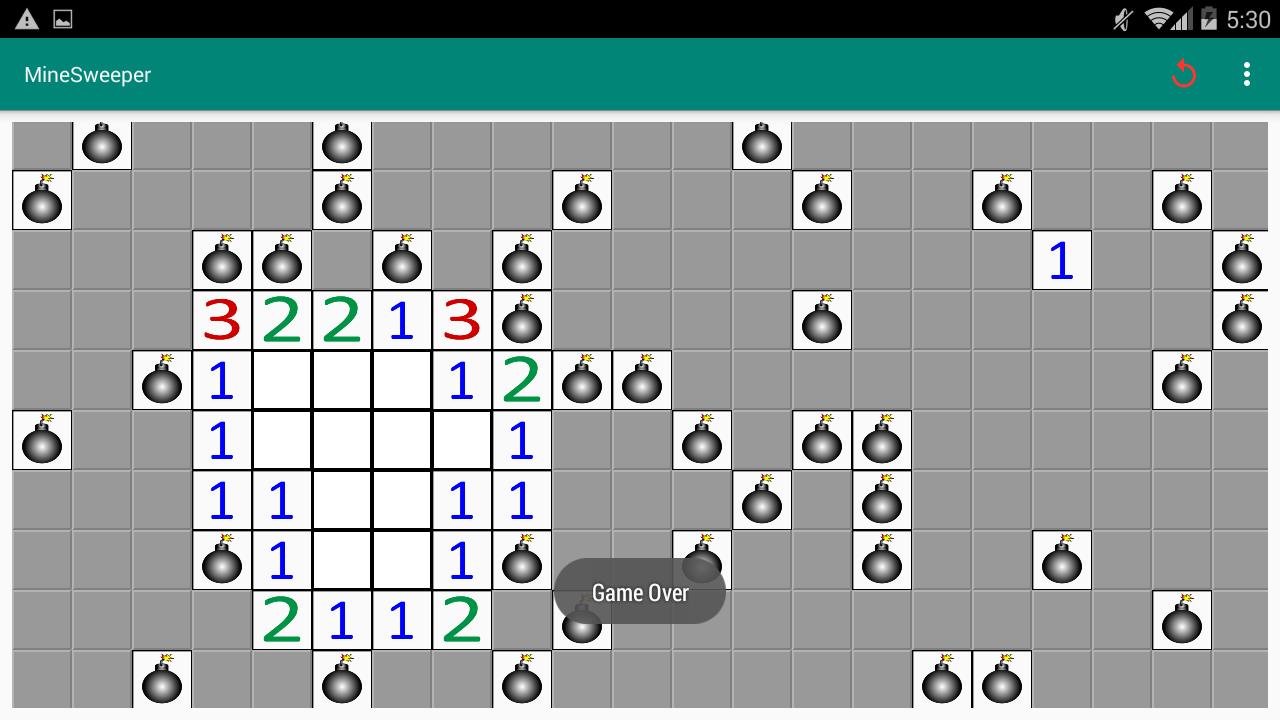 5:30
MineSweeper
1
3 2 2 1 3
1 1 2
1 1
1 1 1 1
1 1
2 1 1 2
Game Over